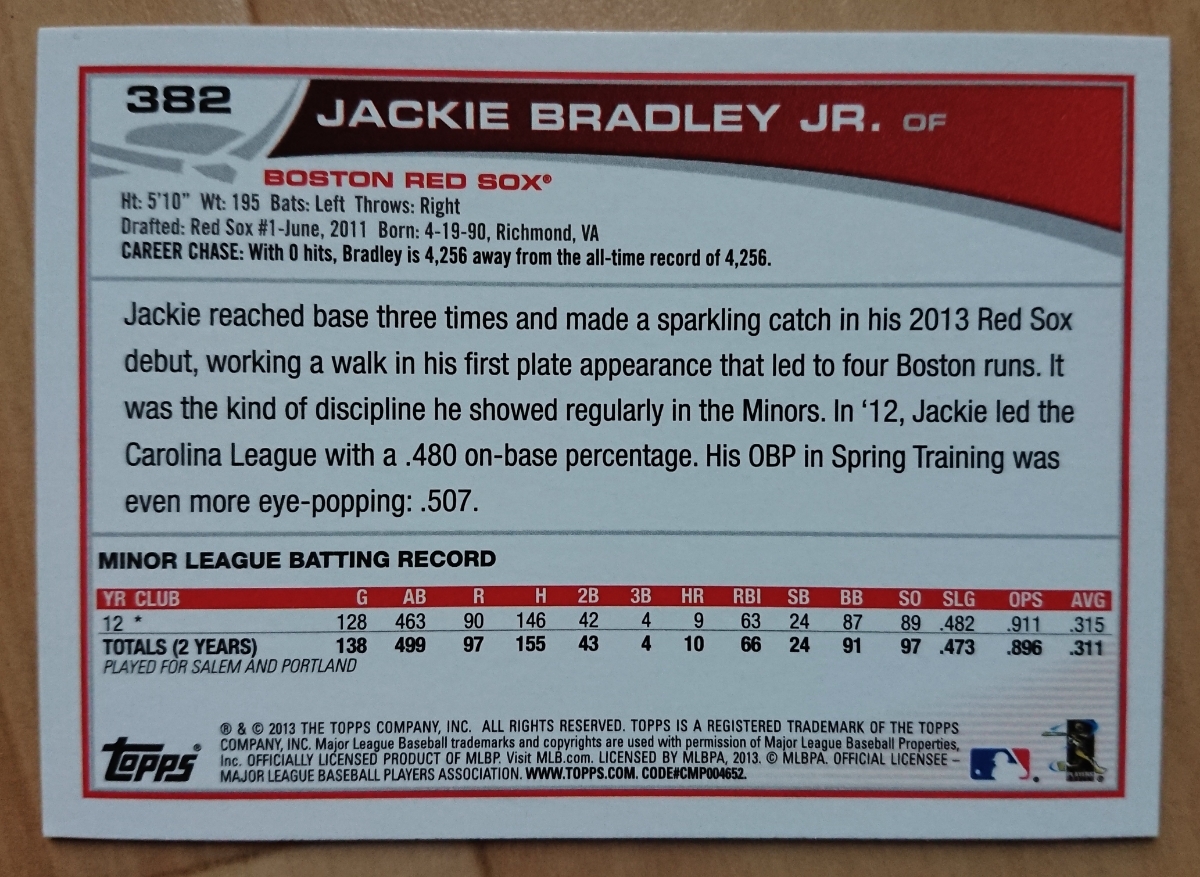 382
JACKIE BRADLEY JR. OF
BOSTON RED SOX®
Ht: 5'10" Wt: 195 Bats: Left Throws: Right
Drafted: Red Sox #1-June, 2011 Born: 4-19-90, Richmond, VA
CAREER CHASE: With 0 hits, Bradley is 4,256 away from the all-time record of 4,256.
Jackie reached base three times and made a sparkling catch in his 2013 Red Sox
debut, working a walk in his first plate appearance that led to four Boston runs. It
was the kind of discipline he showed regularly in the Minors. In ‘12, Jackie led the
Carolina League with a .480 on-base percentage. His OBP in Spring Training was
even more eye-popping: .507.
MINOR LEAGUE BATTING RECORD
YR CLUB G AB R H 2B 3B HR RBI SB BB SO SLG OPS AVG
12 * 128 463 90 146 42 4 9 63 24 87 89 .482 .911 .315
TOTALS (2 YEARS) 138 499 97 155 43 4 10 66 24 91 97 .473 .896 .311
PLAYED FOR SALEM AND PORTLAND
® & © 2013 THE TOPPS COMPANY, INC. ALL RIGHTS RESERVED. TOPPS IS A REGISTERED TRADEMARK OF THE TOPPS
COMPANY, INC. Major League Baseball trademarks and copyrights are used with permission of Major League Baseball Properties,
Inc. OFFICIALLY LICENSED PRODUCT OF MLBP. Visit MLB.com. LICENSED BY MLBPA, 2013. © MLBPA. OFFICIAL LICENSEE –
MAJOR LEAGUE BASEBALL PLAYERS ASSOCIATION. WWW.TOPPS.COM. CODE#CMP004652.
Topps®